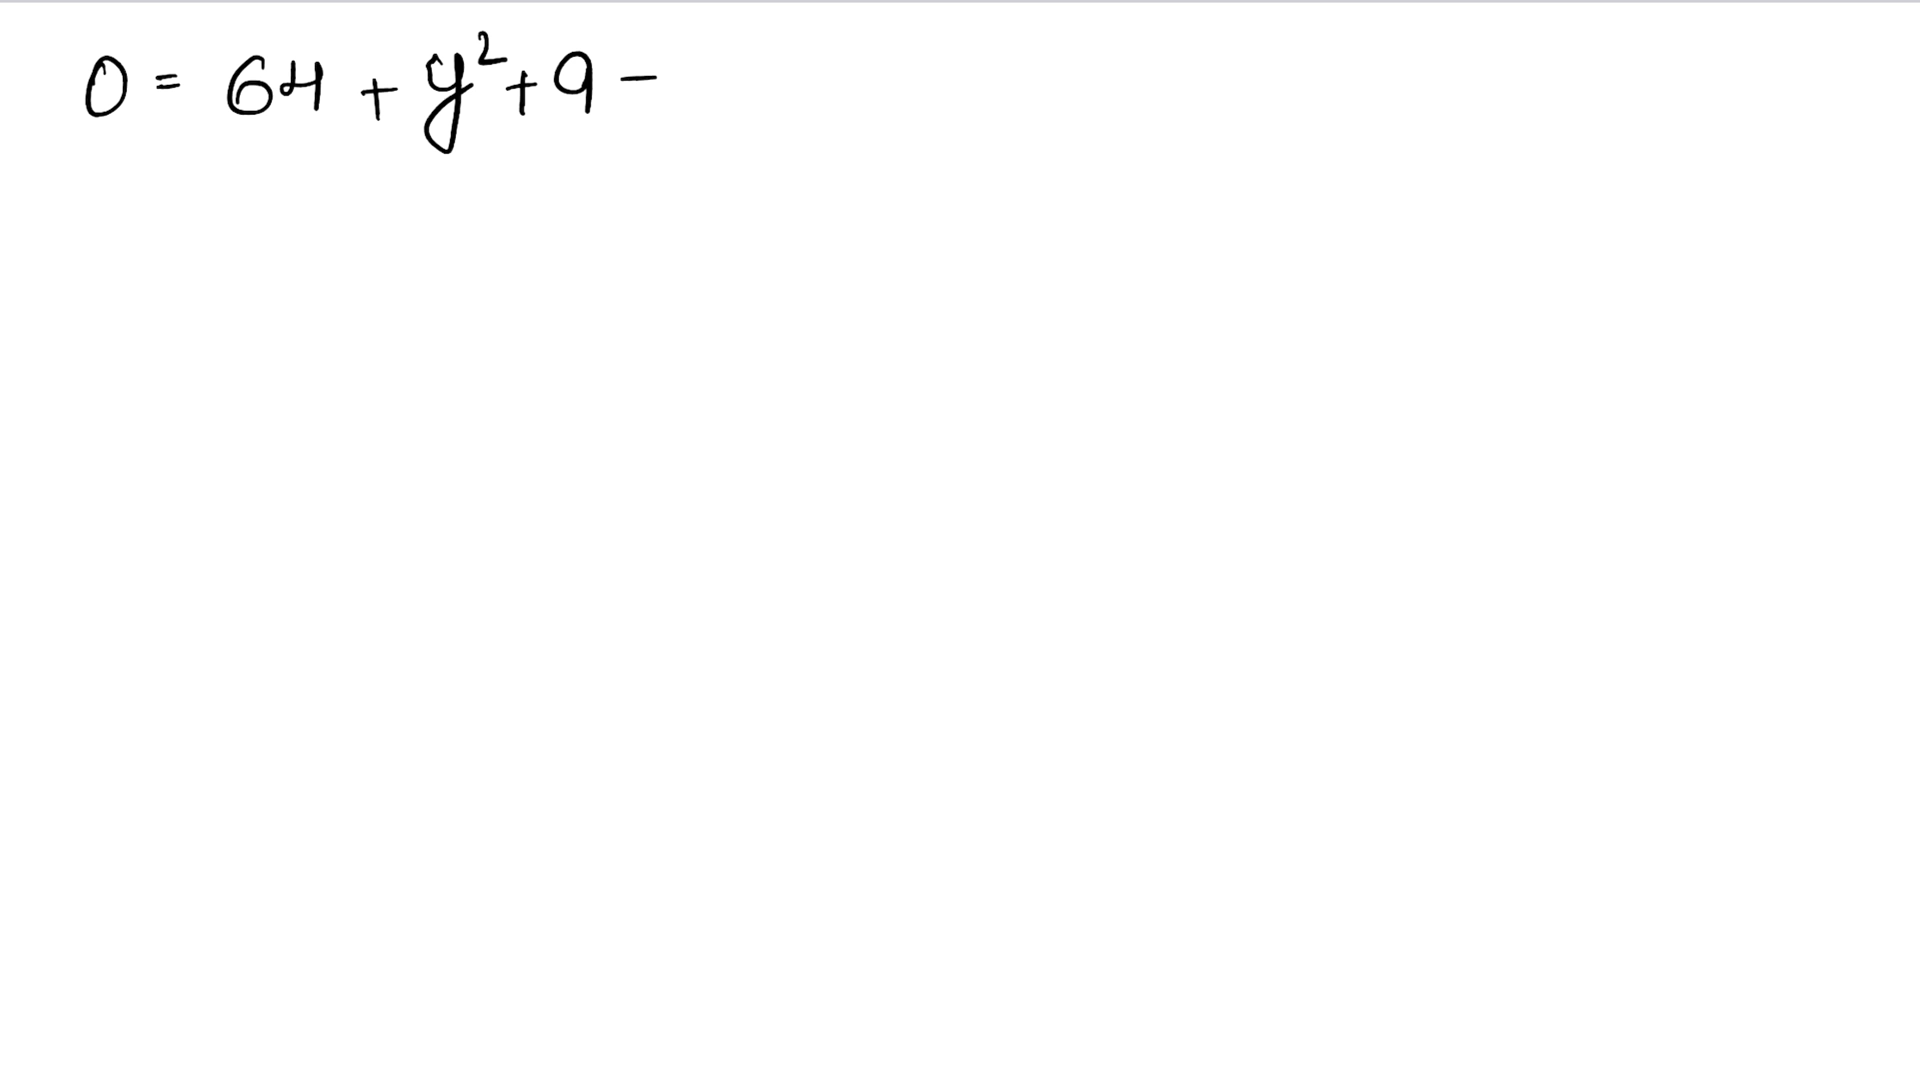 0 = 64 + y² + 9 -